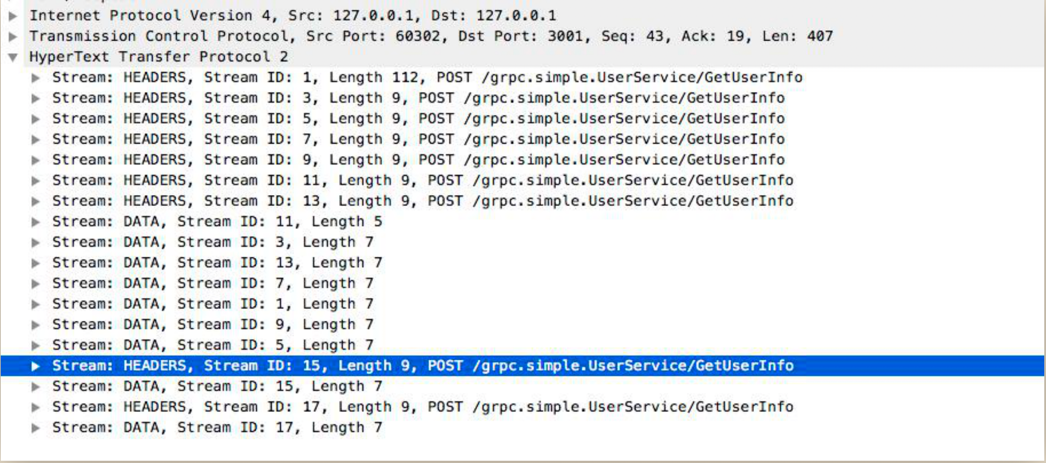 Internet Protocol Version 4, Src: 127.0.0.1, Dst: 127.0.0.1
Transmission Control Protocol, Src Port: 60302, Dst Port: 3001, Seq: 43, Ack: 19, Len: 407
HyperText Transfer Protocol 2
Stream: HEADERS, Stream ID: 1, Length 112, POST /grpc.simple.UserService/GetUserInfo
Stream: HEADERS, Stream ID: 3, Length 9, POST /grpc.simple.UserService/GetUserInfo
Stream: HEADERS, Stream ID: 5, Length 9, POST /grpc.simple.UserService/GetUserInfo
Stream: HEADERS, Stream ID: 7, Length 9, POST /grpc.simple.UserService/GetUserInfo
Stream: HEADERS, Stream ID: 9, Length 9, POST /grpc.simple.UserService/GetUserInfo
Stream: HEADERS, Stream ID: 11, Length 9, POST /grpc.simple.UserService/GetUserInfo
Stream: HEADERS, Stream ID: 13, Length 9, POST /grpc.simple.UserService/GetUserInfo
Stream: DATA, Stream ID: 11, Length 5
Stream: DATA, Stream ID: 3, Length 7
Stream: DATA, Stream ID: 13, Length 7
Stream: DATA, Stream ID: 7, Length 7
Stream: DATA, Stream ID: 1, Length 7
Stream: DATA, Stream ID: 9, Length 7
Stream: DATA, Stream ID: 5, Length 7
Stream: HEADERS, Stream ID: 15, Length 9, POST /grpc.simple.UserService/GetUserInfo
Stream: DATA, Stream ID: 15, Length 7
Stream: HEADERS, Stream ID: 17, Length 9, POST /grpc.simple.UserService/GetUserInfo
Stream: DATA, Stream ID: 17, Length 7